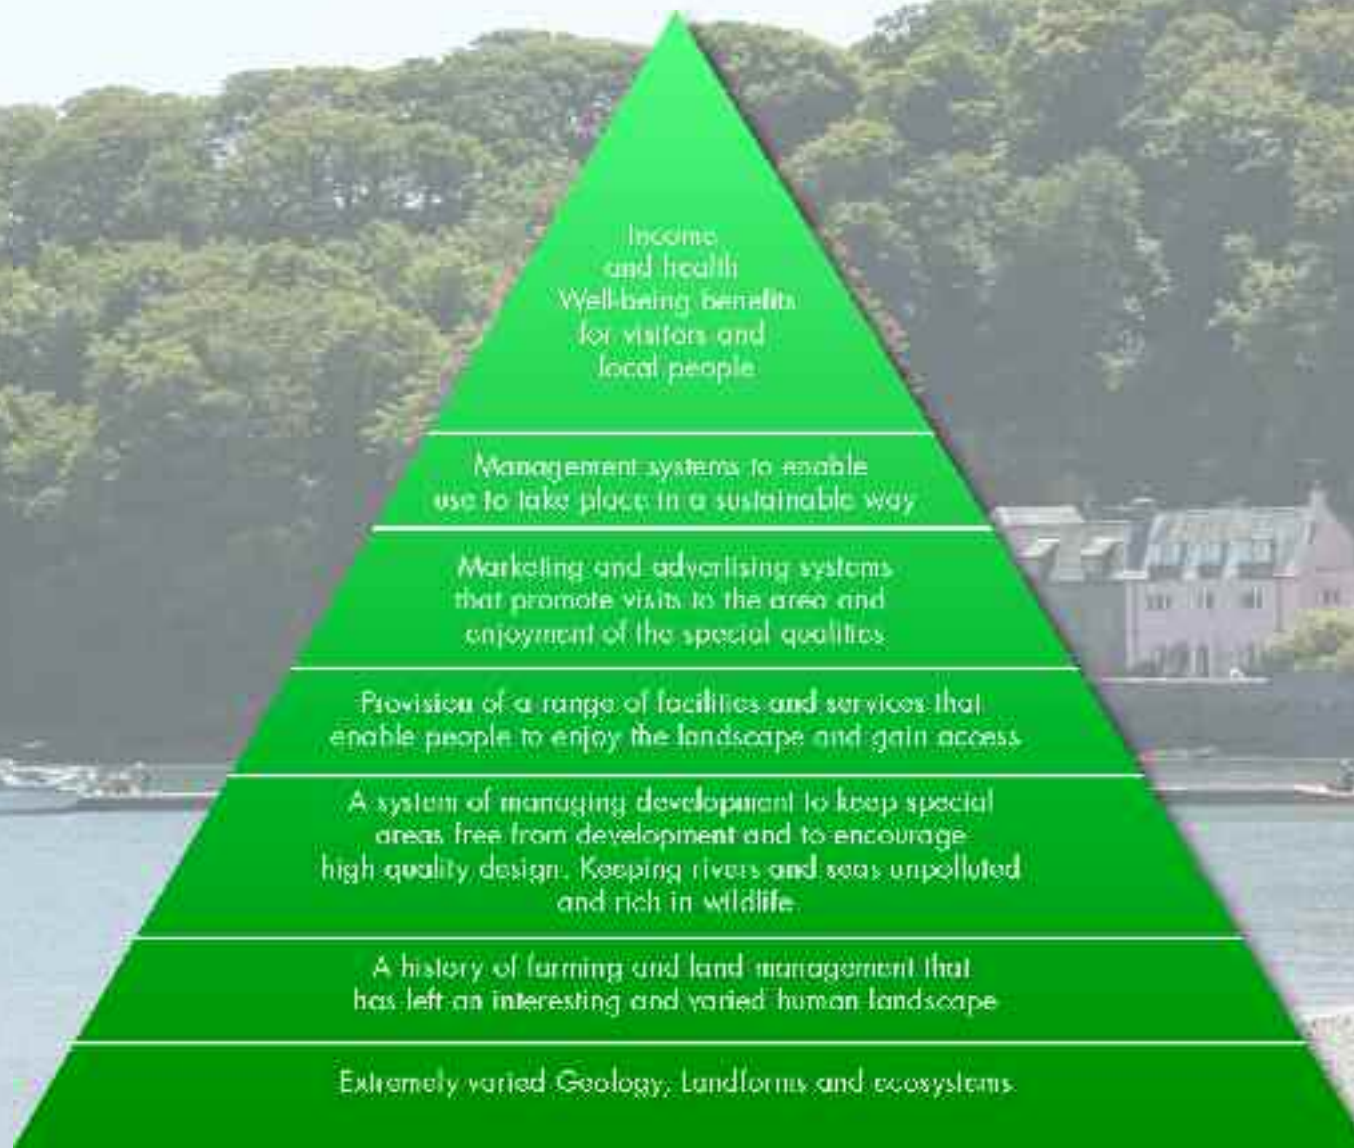 Income
and health
Well-being benefits
for visitors and
local people
Management systems to enable
use to take place in a sustainable way
Marketing and advertising systems
that promote visits to the area and
enjoyment of the special qualities
Provision of a range of facilities and services that
enable people to enjoy the landscape and gain access
A system of managing development to keep special
areas free from development and to encourage
high quality design. Keeping rivers and seas unpolluted
and rich in wildlife.
A history of farming and land management that
has left an interesting and varied human landscape
Extremely varied Geology, Landforms and ecosystems